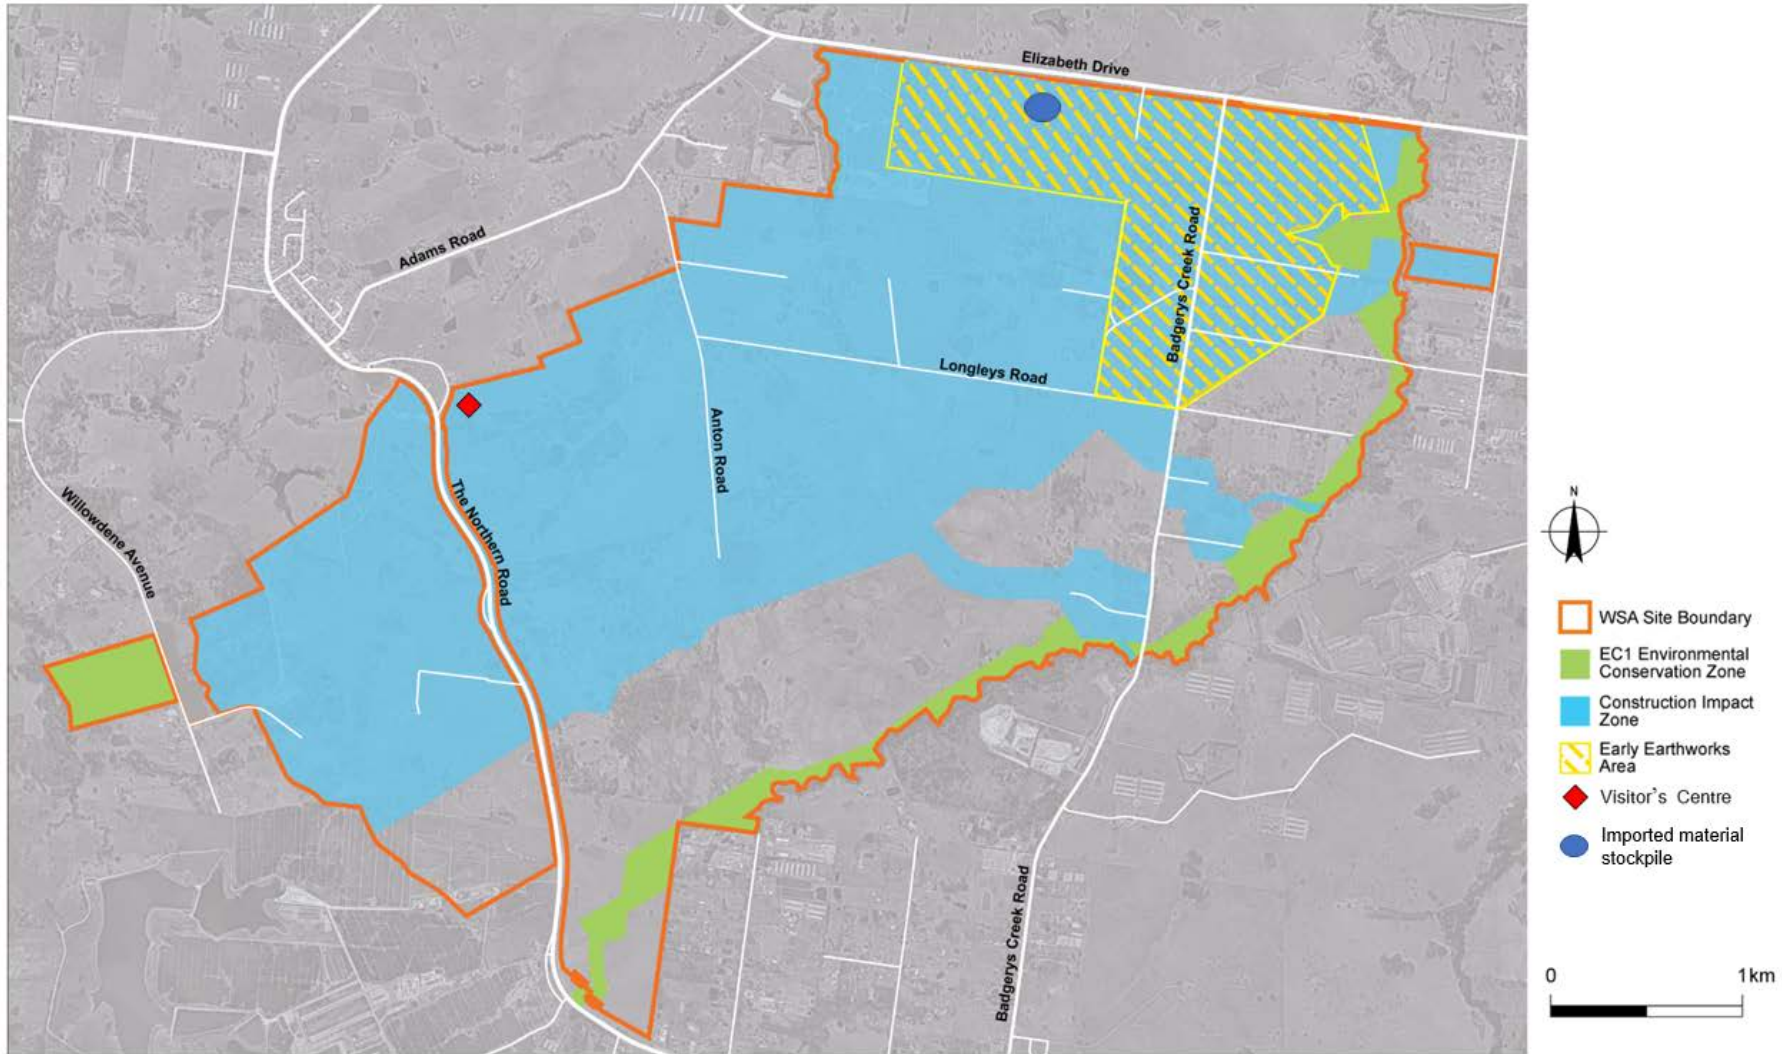 Elizabeth Drive
Adams Road
Badgerys Creek Road
Longleys Road
Anton Road
The Northern Road
Willowdene Avenue
Badgerys Creek Road
N
WSA Site Boundary
EC1 Environmental
Conservation Zone
Construction Impact
Zone
Early Earthworks
Area
Visitor's Centre
Imported material
stockpile
0 1km